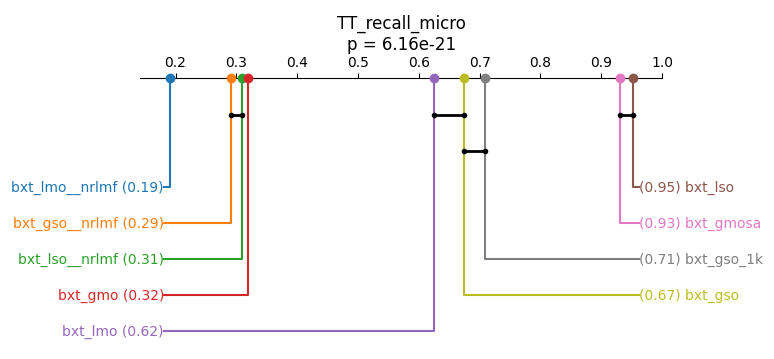 TT_recall_micro
p = 6.16e-21
0.2 0.3 0.4 0.5 0.6 0.7 0.8 0.9 1.0
bxt_lmo__nrlmf (0.19) (0.95) bxt_lso
bxt_gso__nrlmf (0.29) (0.93) bxt_gmosa
bxt_lso__nrlmf (0.31) (0.71) bxt_gso_1k
bxt_gmo (0.32) (0.67) bxt_gso
bxt_lmo (0.62)